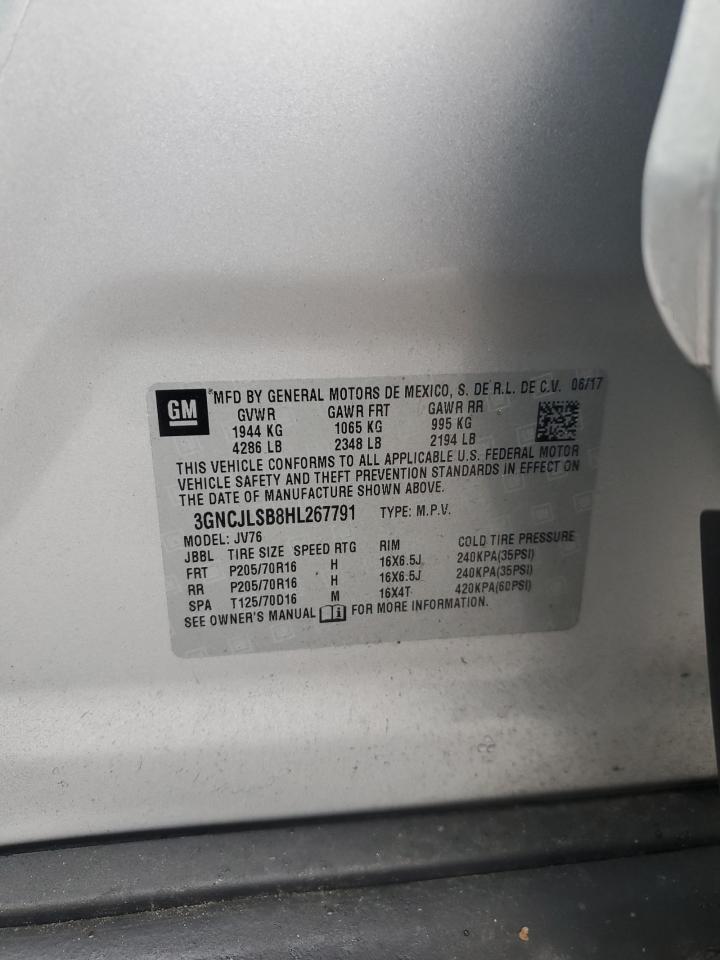 GM
*MFD BY GENERAL MOTORS DE MEXICO, S. DE R.L. DE C.V. 06/17
GVWR GAWR FRT GAWR RR
1944 KG 1065 KG 995 KG
4286 LB 2348 LB 2194 LB
THIS VEHICLE CONFORMS TO ALL APPLICABLE U.S. FEDERAL MOTOR
VEHICLE SAFETY AND THEFT PREVENTION STANDARDS IN EFFECT ON
THE DATE OF MANUFACTURE SHOWN ABOVE.
3GNCJLSB8HL267791 TYPE: M.P.V.
MODEL: JV76
JBBL TIRE SIZE SPEED RTG RIM COLD TIRE PRESSURE
FRT P205/70R16 H 16X6.5J 240KPA(35PSI)
RR P205/70R16 H 16X6.5J 240KPA(35PSI)
SPA T125/70D16 M 16X4T 420KPA(60PSI)
SEE OWNER'S MANUAL FOR MORE INFORMATION.